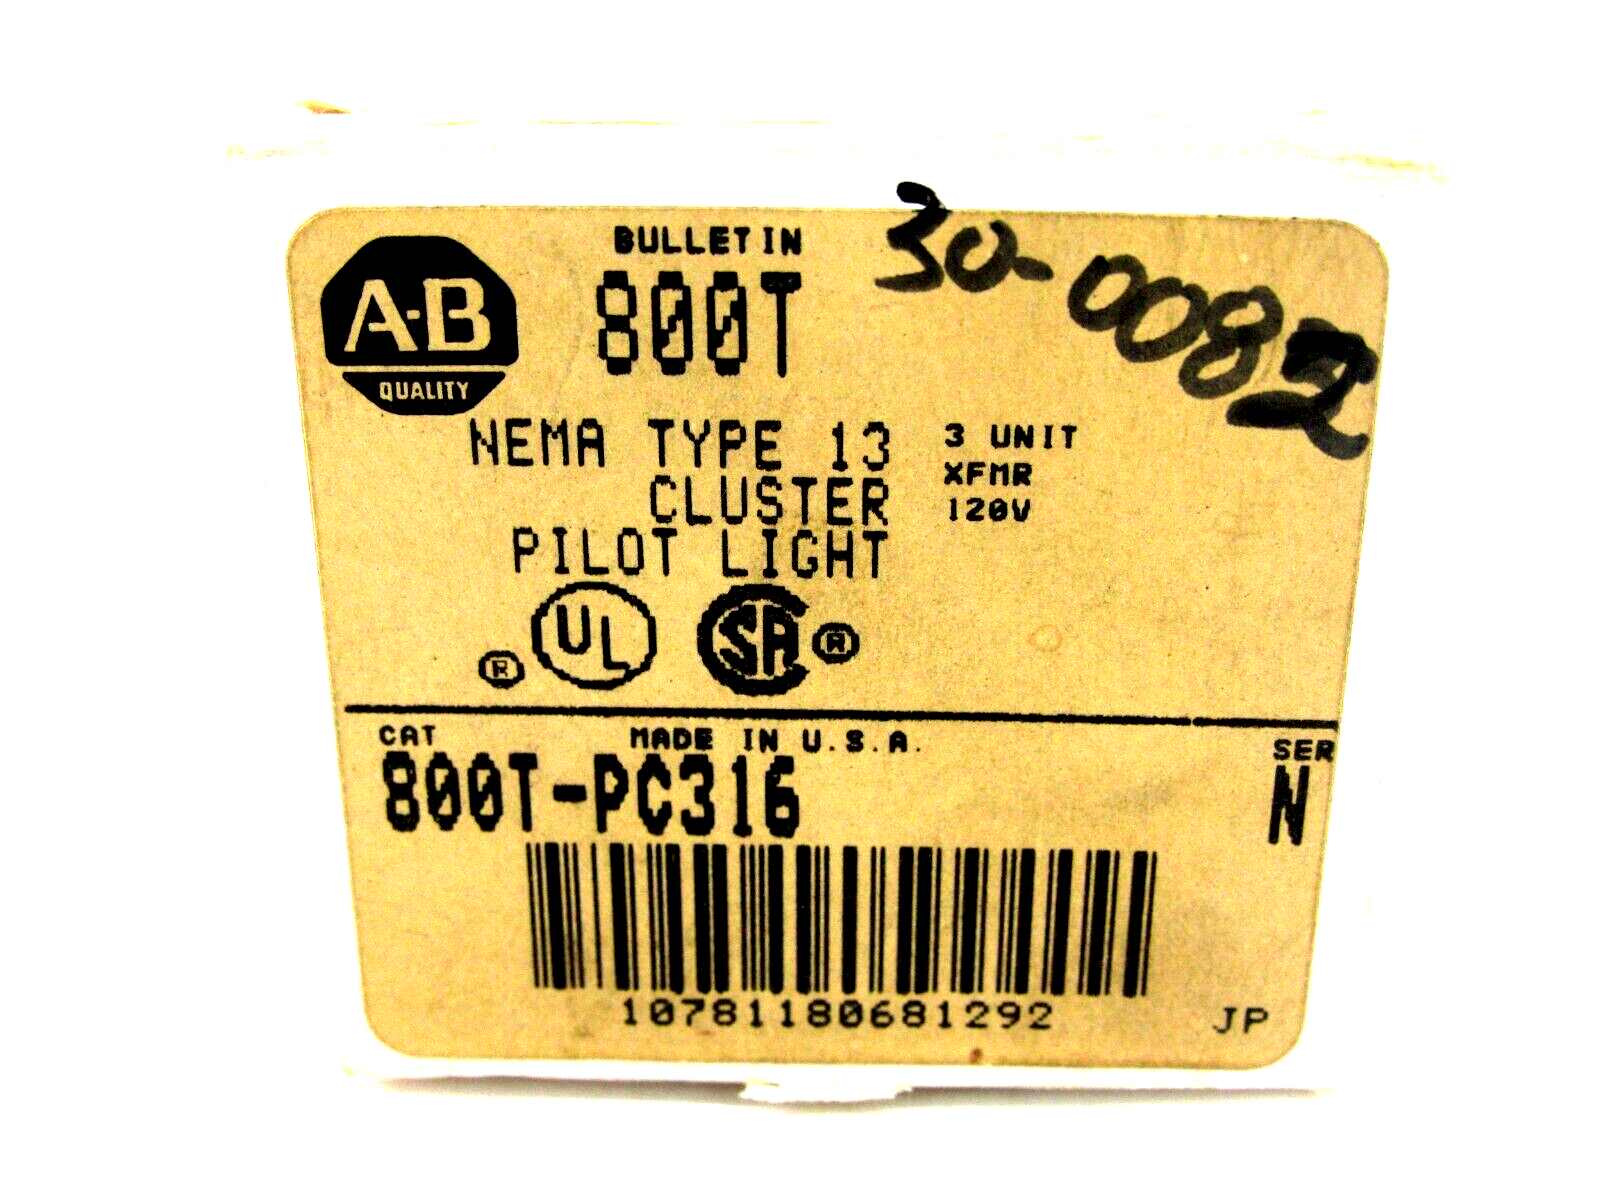 BULLETIN
30-0082
A-B
QUALITY
800T
NEMA TYPE 13
CLUSTER
PILOT LIGHT
3 UNIT
XFMR
120V
® UL SA ®
CAT
MADE IN U.S.A.
SER
800T-PC316
N
10781180681292
JP